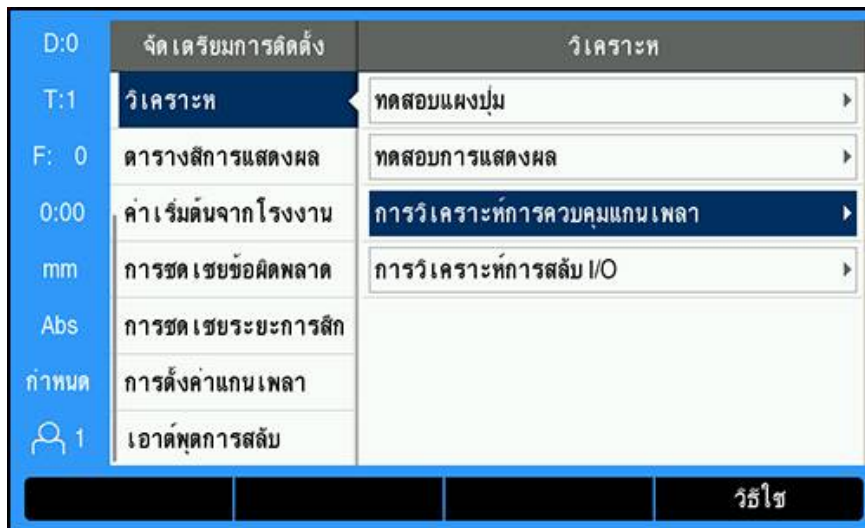 D:0
จัดเตรียมการติดตั้ง
วิเคราะห
T:1
วิเคราะห
ทดสอบแผงปุ่ม
F: 0
ตารางสีการแสดงผล
ทดสอบการแสดงผล
0:00
ค่าเริ่มต้นจากโรงงาน
การวิเคราะห์การควบคุมแกนเพลา
mm
การชดเชยข้อผิดพลาด
การวิเคราะห์การสลับ I/O
Abs
การชดเชยระยะการสึก
กำหนด
การตั้งค่าแกนเพลา
1
เอาต์พุตการสลับ
วิธีใช